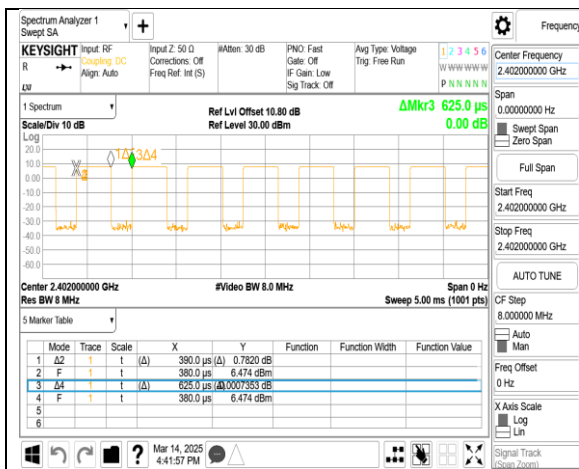 Spectrum Analyzer 1
Swept SA
KEYSIGHT
R
Input: RF
Coupling: DC
Align: Auto
Input Z: 50 Ω
Corrections: Off
Freq Ref: Int (S)
#Atten: 30 dB
PNO: Fast
Gate: Off
IF Gain: Low
Sig Track: Off
Avg Type: Voltage
Trig: Free Run
1 2 3 4 5 6
W W W W W W
P N N N N N
1 Spectrum
Scale/Div 10 dB
Log
Ref Lvl Offset 10.80 dB
Ref Level 30.00 dBm
ΔMkr3 625.0 µs
0.00 dB
20.0
10.0
0.00
-10.0
-20.0
-30.0
-40.0
-50.0
-60.0
3Δ4
Center 2.402000000 GHz
Res BW 8 MHz
#Video BW 8.0 MHz
Span 0 Hz
Sweep 5.00 ms (1001 pts)
5 Marker Table
Mode Trace Scale X Y Function Function Width Function Value
1 Δ2 1 t (Δ) 390.0 µs (Δ) 0.7820 dB
2 F 1 t 380.0 µs 6.474 dBm
3 Δ4 1 t (Δ) 625.0 µs (Δ) 0.0007353 dB
4 F 1 t 380.0 µs 6.474 dBm
5
6
Mar 14, 2025
4:41:57 PM
Frequency
Center Frequency
2.402000000 GHz
Span
0.00000000 Hz
Swept Span
Zero Span
Full Span
Start Freq
2.402000000 GHz
Stop Freq
2.402000000 GHz
AUTO TUNE
CF Step
8.000000 MHz
Auto
Man
Freq Offset
0 Hz
X Axis Scale
Log
Lin
Signal Track
(Span Zoom)